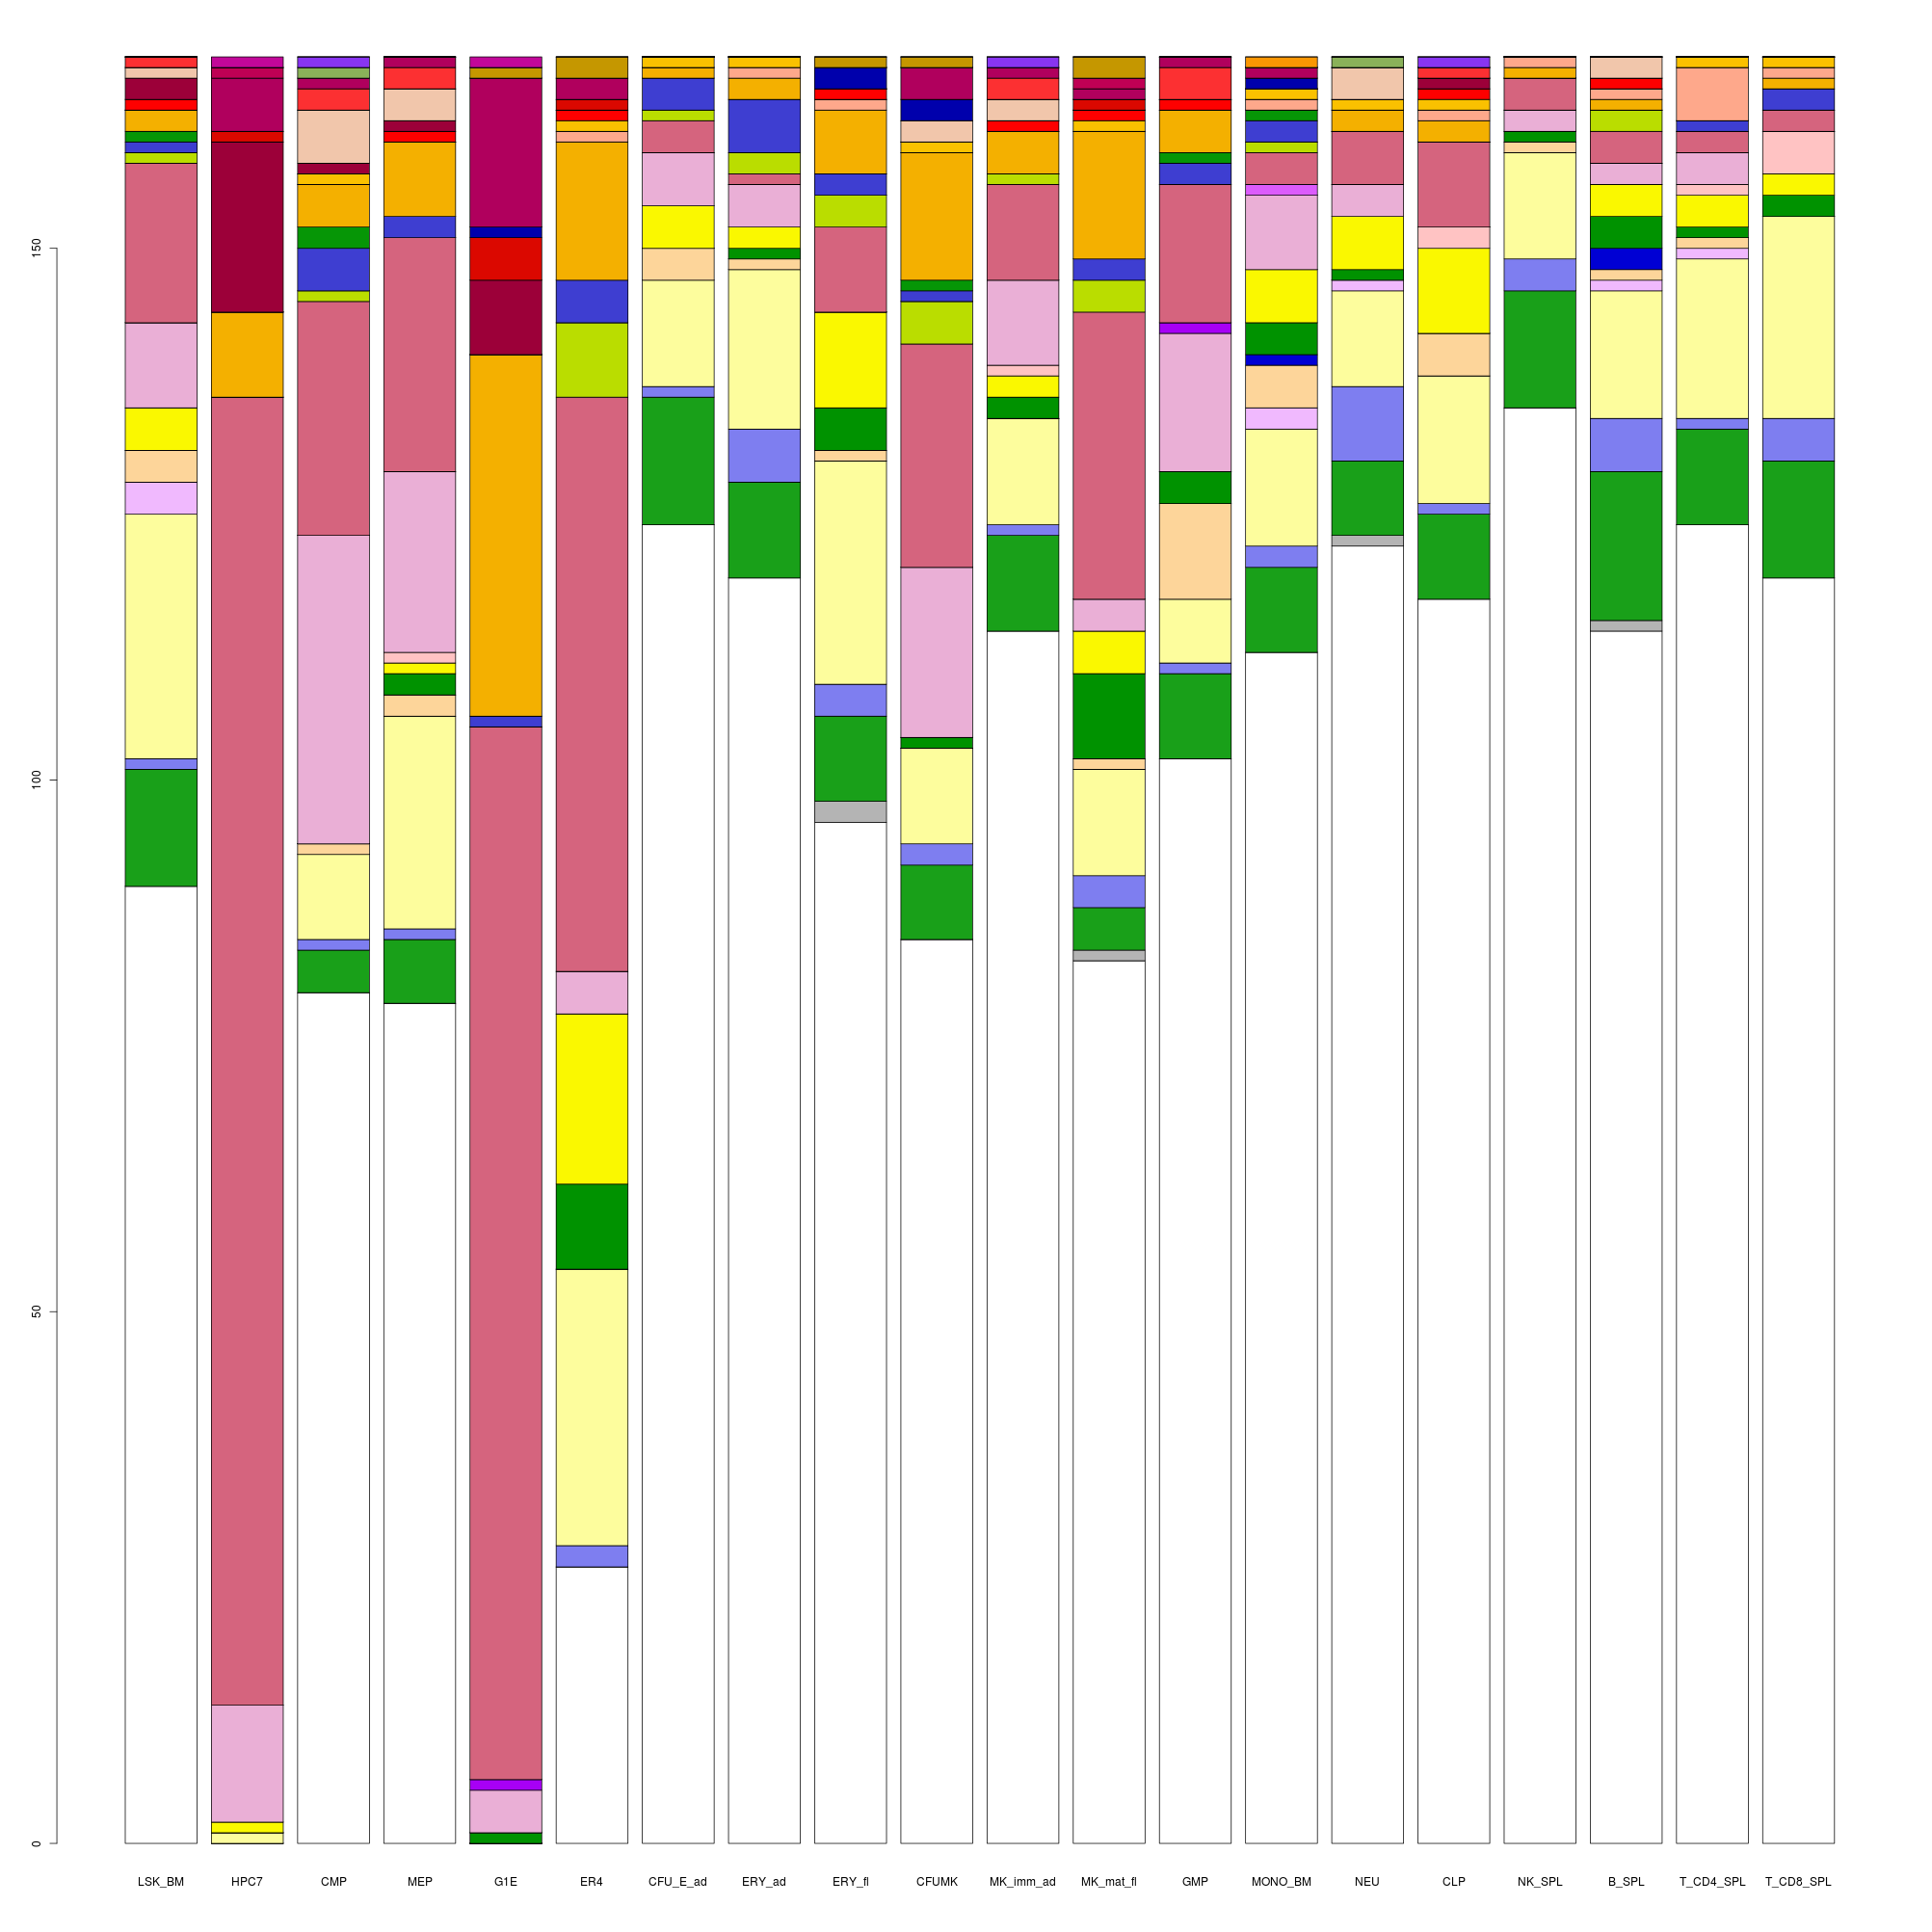 150
100
50
0
LSK_BM HPC7 CMP MEP G1E ER4 CFU_E_ad ERY_ad ERY_fl CFUMK MK_imm_ad MK_mat_fl GMP MONO_BM NEU CLP NK_SPL B_SPL T_CD4_SPL T_CD8_SPL